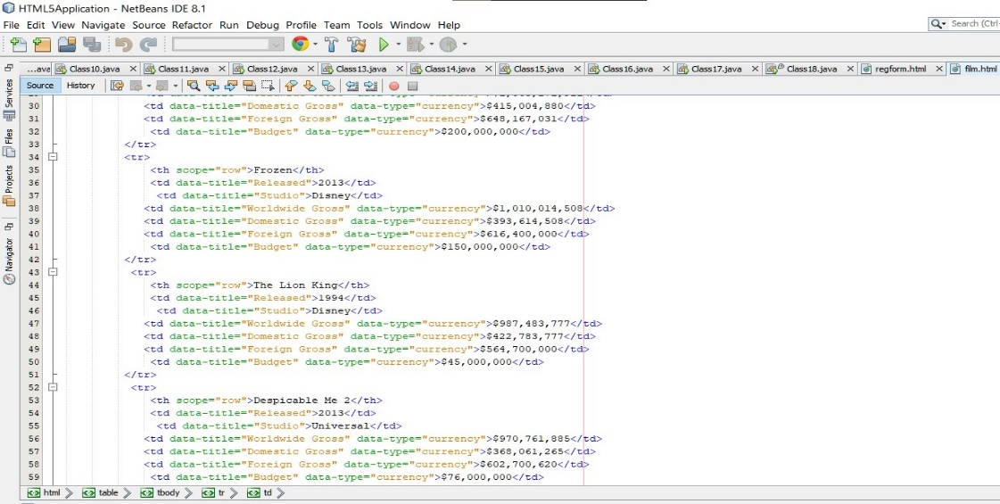 HTML5Application - NetBeans IDE 8.1
File Edit View Navigate Source Refactor Run Debug Profile Team Tools Window Help
Search (Ctrl
...ava Class10.java Class11.java Class12.java Class13.java Class14.java Class15.java Class16.java Class17.java Class18.java regform.html film.html
Source History
Services
Files
Projects
Navigator
30 <td data-title="Domestic Gross" data-type="currency">$415,004,880</td>
31 <td data-title="Foreign Gross" data-type="currency">$648,167,031</td>
32 <td data-title="Budget" data-type="currency">$200,000,000</td>
33 </tr>
34 <tr>
35 <th scope="row">Frozen</th>
36 <td data-title="Released">2013</td>
37 <td data-title="Studio">Disney</td>
38 <td data-title="Worldwide Gross" data-type="currency">$1,010,014,508</td>
39 <td data-title="Domestic Gross" data-type="currency">$393,614,508</td>
40 <td data-title="Foreign Gross" data-type="currency">$616,400,000</td>
41 <td data-title="Budget" data-type="currency">$150,000,000</td>
42 </tr>
43 <tr>
44 <th scope="row">The Lion King</th>
45 <td data-title="Released">1994</td>
46 <td data-title="Studio">Disney</td>
47 <td data-title="Worldwide Gross" data-type="currency">$987,483,777</td>
48 <td data-title="Domestic Gross" data-type="currency">$422,783,777</td>
49 <td data-title="Foreign Gross" data-type="currency">$564,700,000</td>
50 <td data-title="Budget" data-type="currency">$45,000,000</td>
51 </tr>
52 <tr>
53 <th scope="row">Despicable Me 2</th>
54 <td data-title="Released">2013</td>
55 <td data-title="Studio">Universal</td>
56 <td data-title="Worldwide Gross" data-type="currency">$970,761,885</td>
57 <td data-title="Domestic Gross" data-type="currency">$368,061,265</td>
58 <td data-title="Foreign Gross" data-type="currency">$602,700,620</td>
59 <td data-title="Budget" data-type="currency">$76,000,000</td>
html table tbody tr td